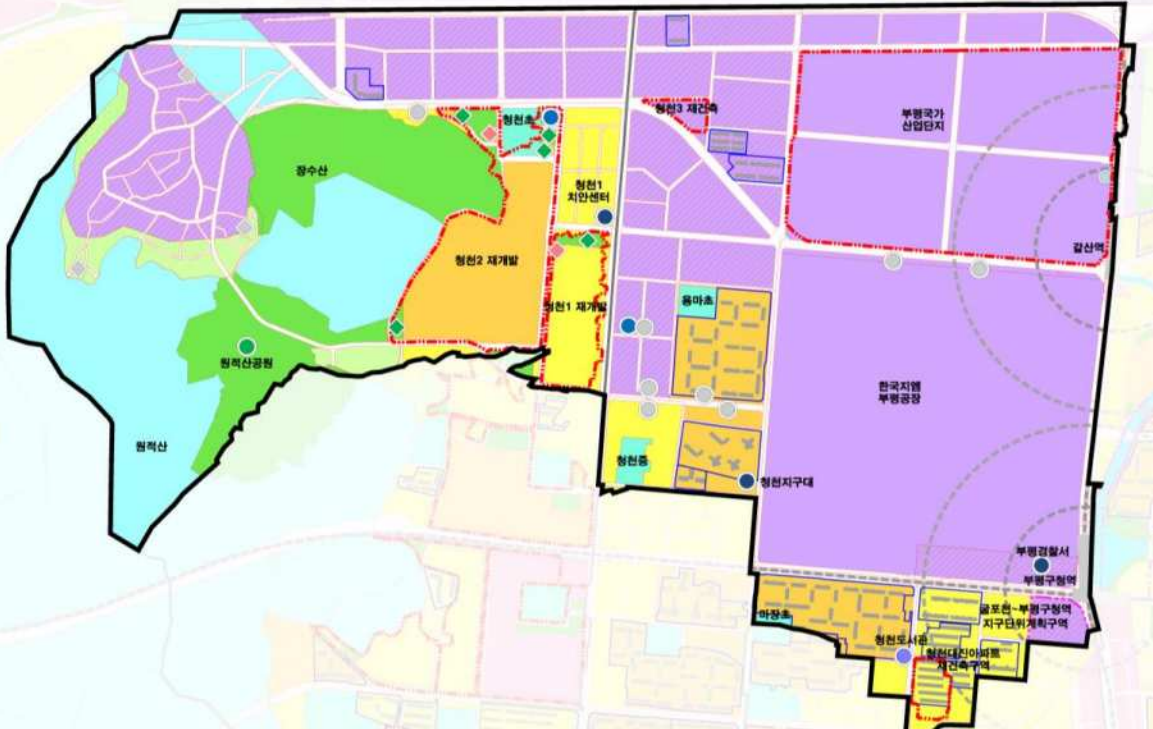 청천초
청천3 재건축
부평국가
산업단지
장수산
청천1
치안센터
갈산역
청천2 재개발
용마초
청천1 재개발
원적산공원
한국지엠
부평공장
원적산
청천중
청천지구대
부평경찰서
부평구청역
마장초
굴포천~부평구청역
지구단위계획구역
청천도서관
청천대진아파트
재건축구역